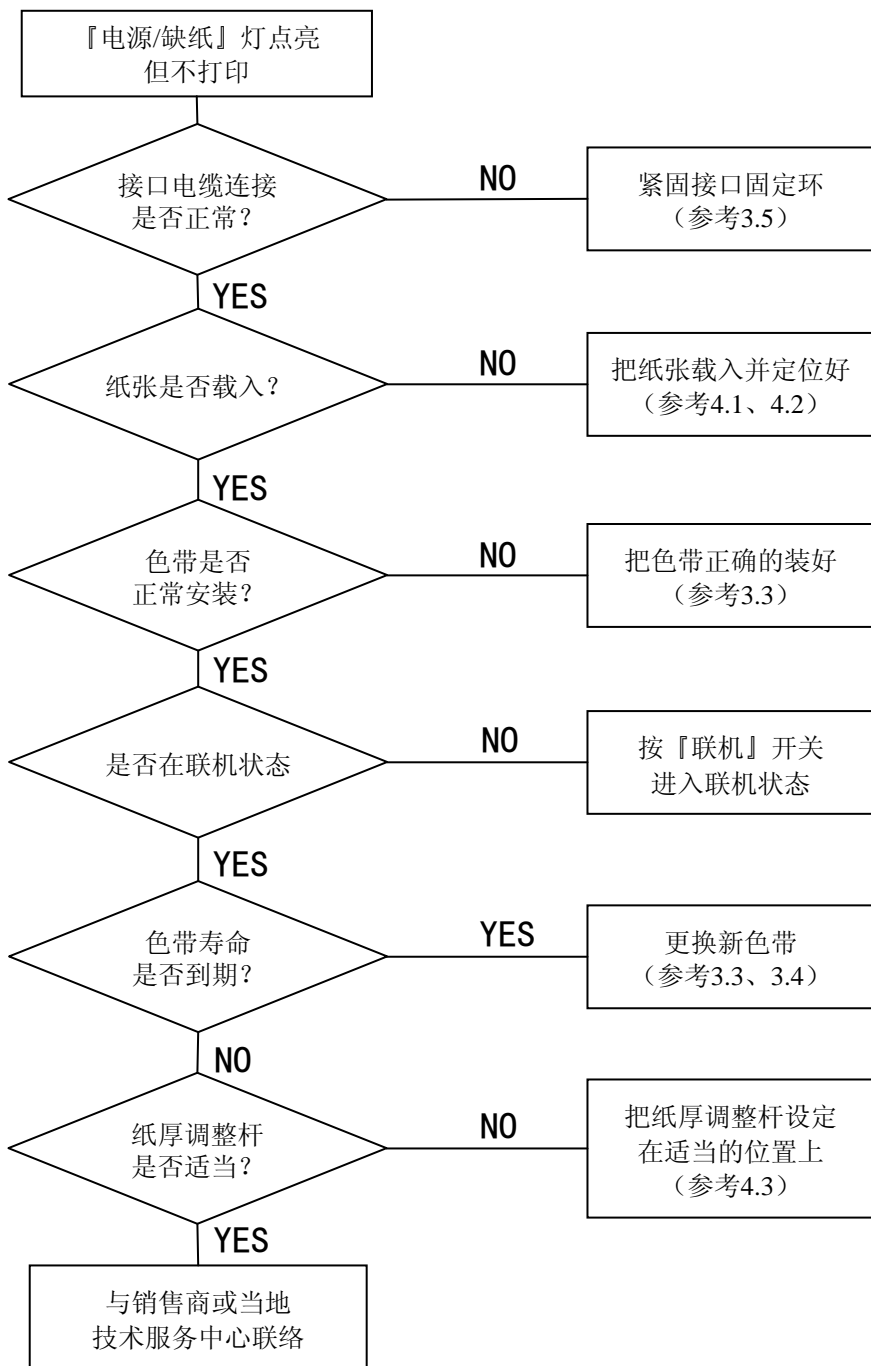 『电源/缺纸』灯点亮
但不打印
接口电缆连接
是否正常？
NO
紧固接口固定环
（参考3.5）
YES
纸张是否载入？
NO
把纸张载入并定位好
（参考4.1、4.2）
YES
色带是否
正常安装？
NO
把色带正确的装好
（参考3.3）
YES
是否在联机状态
NO
按『联机』开关
进入联机状态
YES
色带寿命
是否到期？
YES
更换新色带
（参考3.3、3.4）
NO
纸厚调整杆
是否适当？
NO
把纸厚调整杆设定
在适当的位置上
（参考4.3）
YES
与销售商或当地
技术服务中心联络